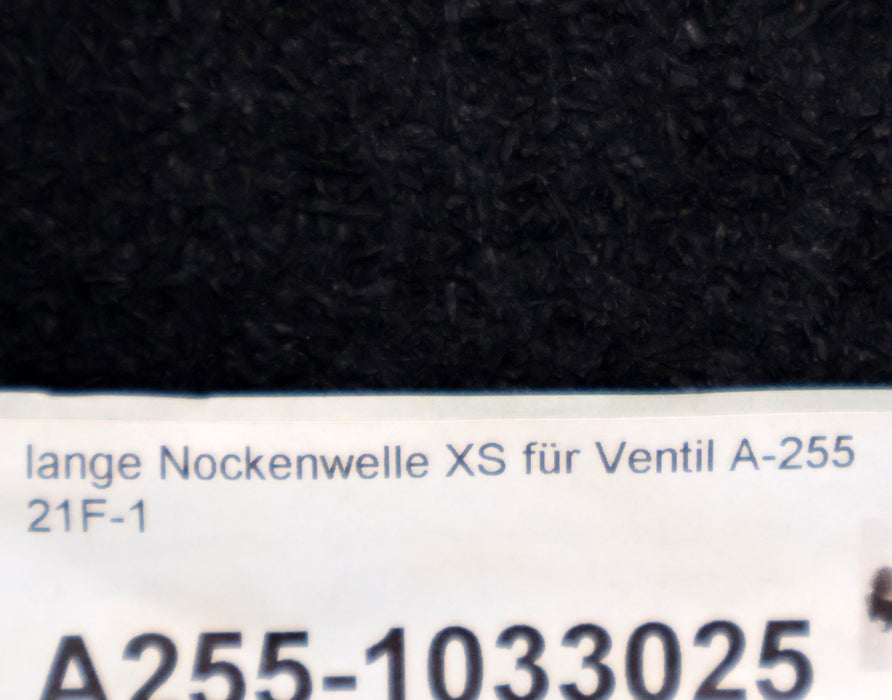 lange Nockenwelle XS für Ventil A-255
21F-1
A255-1033025